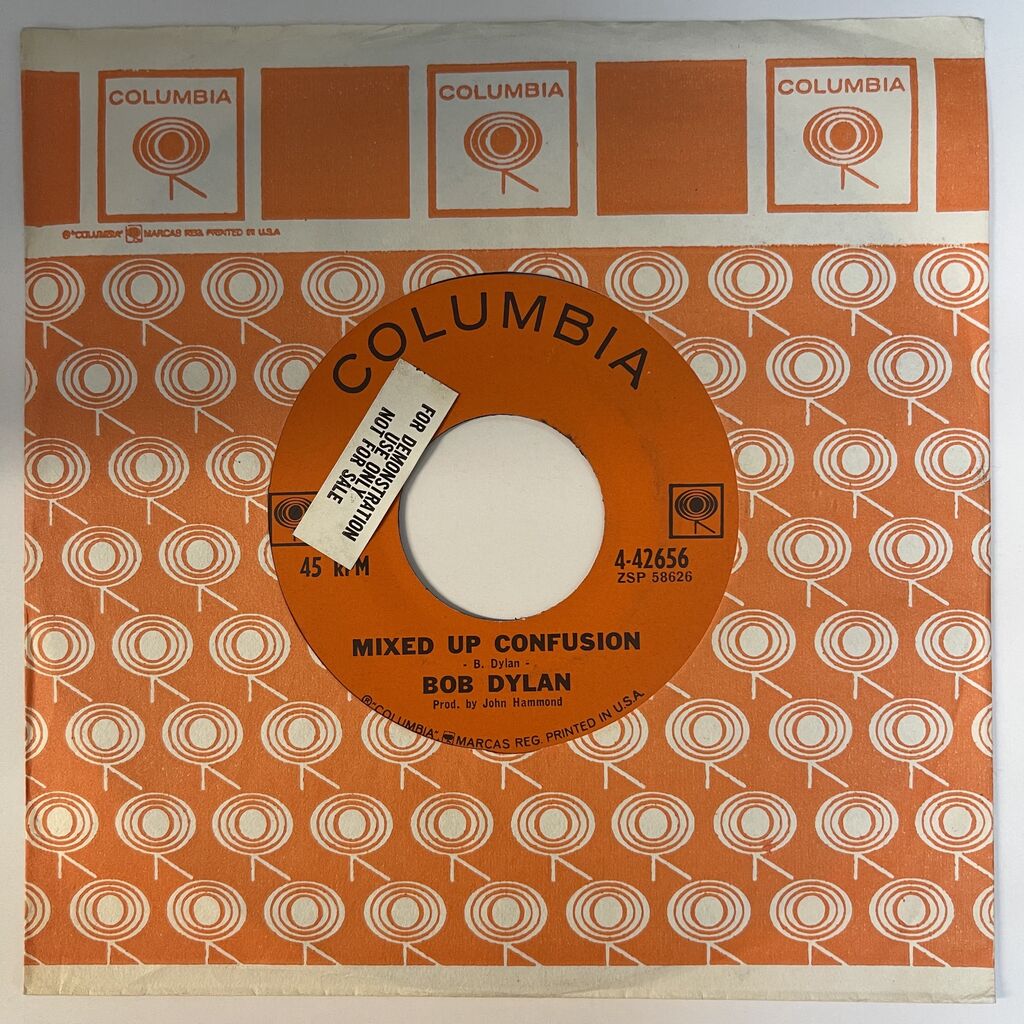 COLUMBIA
COLUMBIA
COLUMBIA
® "COLUMBIA" MARCAS REG. PRINTED IN U.S.A
COLUMBIA
FOR DEMONSTRATION
USE ONLY
NOT FOR SALE
45 RPM
4-42656
ZSP 58626
MIXED UP CONFUSION
- B. Dylan -
BOB DYLAN
Prod. by John Hammond
® "COLUMBIA", MARCAS REG. PRINTED IN U.S.A.